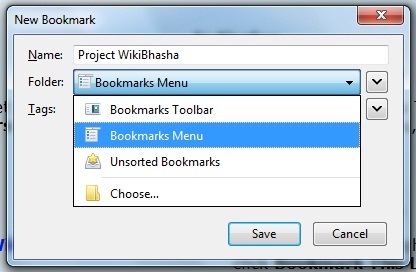 New Bookmark
Name: Project WikiBhasha
Folder: Bookmarks Menu
Tags:
Bookmarks Toolbar
Bookmarks Menu
Unsorted Bookmarks
Choose...
Save Cancel